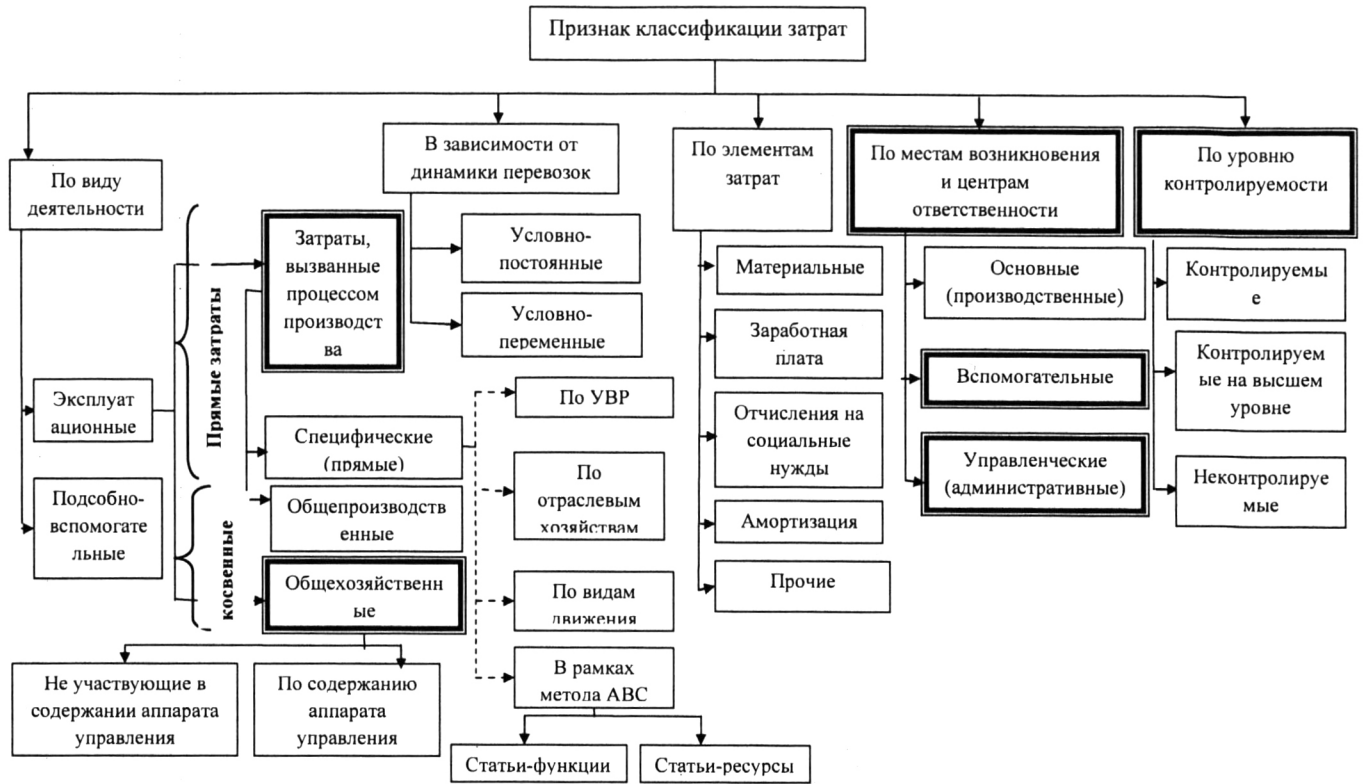 Признак классификации затрат
По виду
деятельности
В зависимости от
динамики перевозок
По элементам
затрат
По местам возникновения
и центрам
ответственности
По уровню
контролируемости
Прямые затраты
косвенные
Затраты,
вызванные
процессом
производст
ва
Условно-
постоянные
Условно-
переменные
Эксплуат
ационные
Подсобно-
вспомогате
льные
Специфические
(прямые)
Общепроизводств
енные
Общехозяйственн
ые
Не участвующие в
содержании аппарата
управления
По содержанию
аппарата
управления
По УВР
По
отраслевым
хозяйствам
По видам
движения
В рамках
метода АВС
Статьи-функции
Статьи-ресурсы
Материальные
Заработная
плата
Отчисления на
социальные
нужды
Амортизация
Прочие
Основные
(производственные)
Вспомогательные
Управленческие
(административные)
Контролируемы
е
Контролируем
ые на высшем
уровне
Неконтролируе
мые